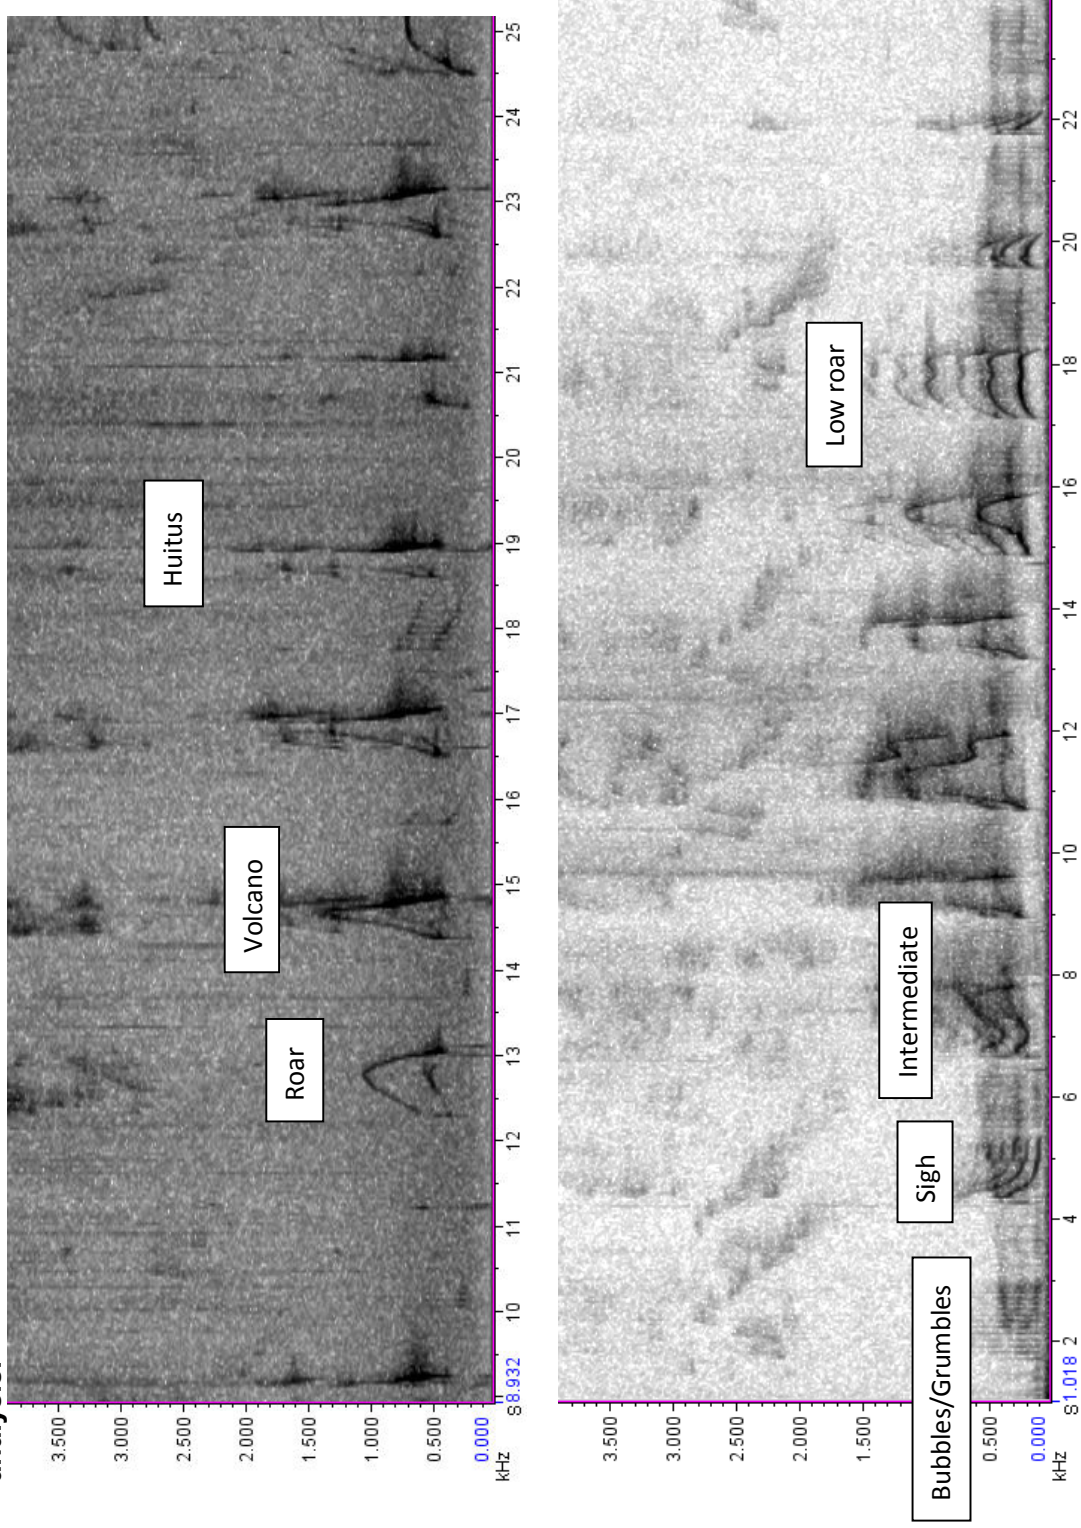 3.500
3.000
2.500
2.000
1.500
1.000
0.500
0.000
kHz
Roar
Volcano
Huitus
S 8.932 10 11 12 13 14 15 16 17 18 19 20 21 22 23 24 25
3.500
3.000
2.500
2.000
1.500
0.500
0.000
kHz
Bubbles/Grumbles
Sigh
Intermediate
Low roar
S 1.018 2 4 6 8 10 12 14 16 18 20 22